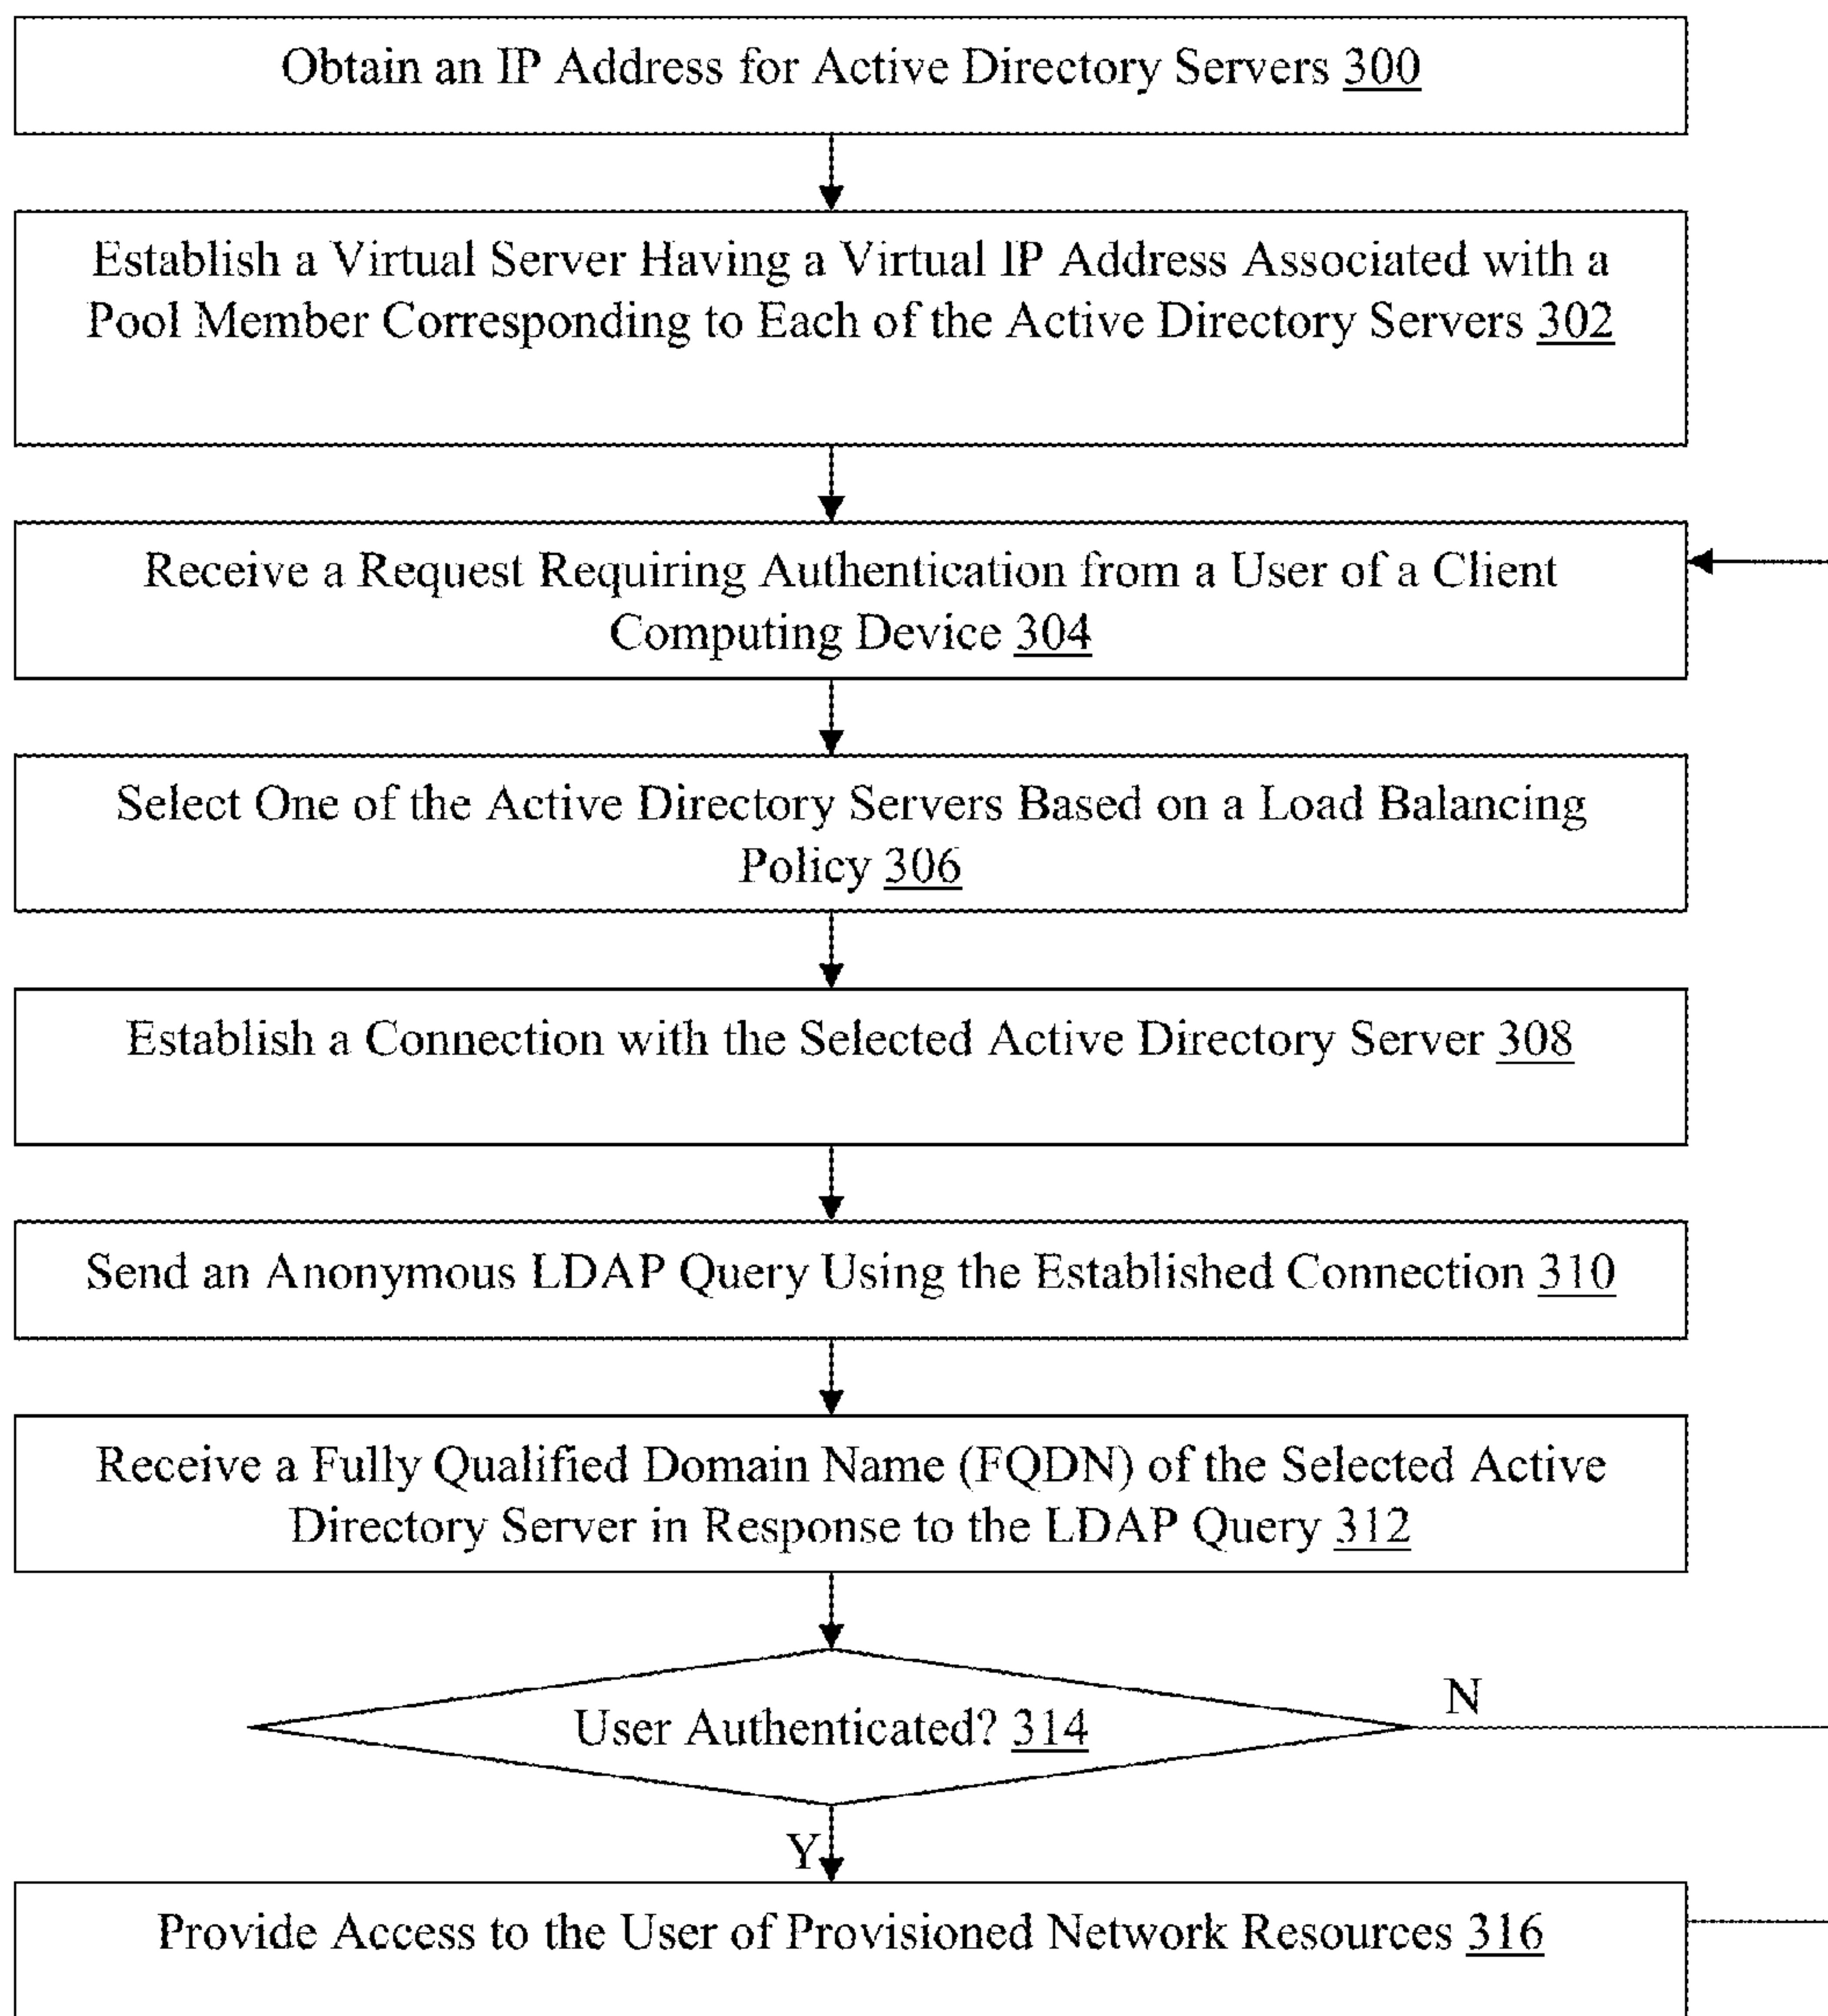 Obtain an IP Address for Active Directory Servers 300
Establish a Virtual Server Having a Virtual IP Address Associated with a
Pool Member Corresponding to Each of the Active Directory Servers 302
Receive a Request Requiring Authentication from a User of a Client
Computing Device 304
Select One of the Active Directory Servers Based on a Load Balancing
Policy 306
Establish a Connection with the Selected Active Directory Server 308
Send an Anonymous LDAP Query Using the Established Connection 310
Receive a Fully Qualified Domain Name (FQDN) of the Selected Active
Directory Server in Response to the LDAP Query 312
N
User Authenticated? 314
Y
Provide Access to the User of Provisioned Network Resources 316